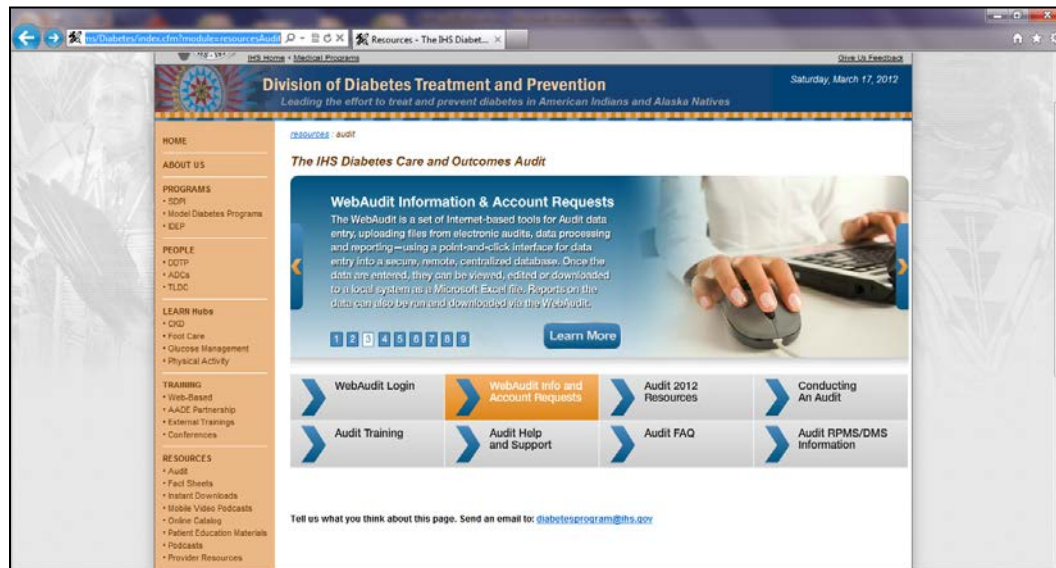 ms/Diabetes/index.cfm?module=resourcesAudit
Resources - The IHS Diabet...
IHS Home • Medical Programs
Give Us Feedback
Division of Diabetes Treatment and Prevention
Saturday, March 17, 2012
Leading the effort to treat and prevent diabetes in American Indians and Alaska Natives
HOME
ABOUT US
PROGRAMS
• SDPI
• Model Diabetes Programs
• IDEP
PEOPLE
• DDTP
• ADCs
• TLDC
LEARN Hubs
• CKD
• Foot Care
• Glucose Management
• Physical Activity
TRAINING
• Web-Based
• AADE Partnership
• External Trainings
• Conferences
RESOURCES
• Audit
• Fact Sheets
• Instant Downloads
• Mobile Video Podcasts
• Online Catalog
• Patient Education Materials
• Podcasts
• Provider Resources
resources : audit
The IHS Diabetes Care and Outcomes Audit
WebAudit Information & Account Requests
The WebAudit is a set of Internet-based tools for Audit data
entry, uploading files from electronic audits, data processing
and reporting—using a point-and-click interface for data
entry into a secure, remote, centralized database. Once the
data are entered, they can be viewed, edited or downloaded
to a local system as a Microsoft Excel file. Reports on the
data can also be run and downloaded via the WebAudit.
1 2 3 4 5 6 7 8 9
Learn More
WebAudit Login
WebAudit Info and
Account Requests
Audit 2012
Resources
Conducting
An Audit
Audit Training
Audit Help
and Support
Audit FAQ
Audit RPMS/DMS
Information
Tell us what you think about this page. Send an email to: diabetesprogram@ihs.gov